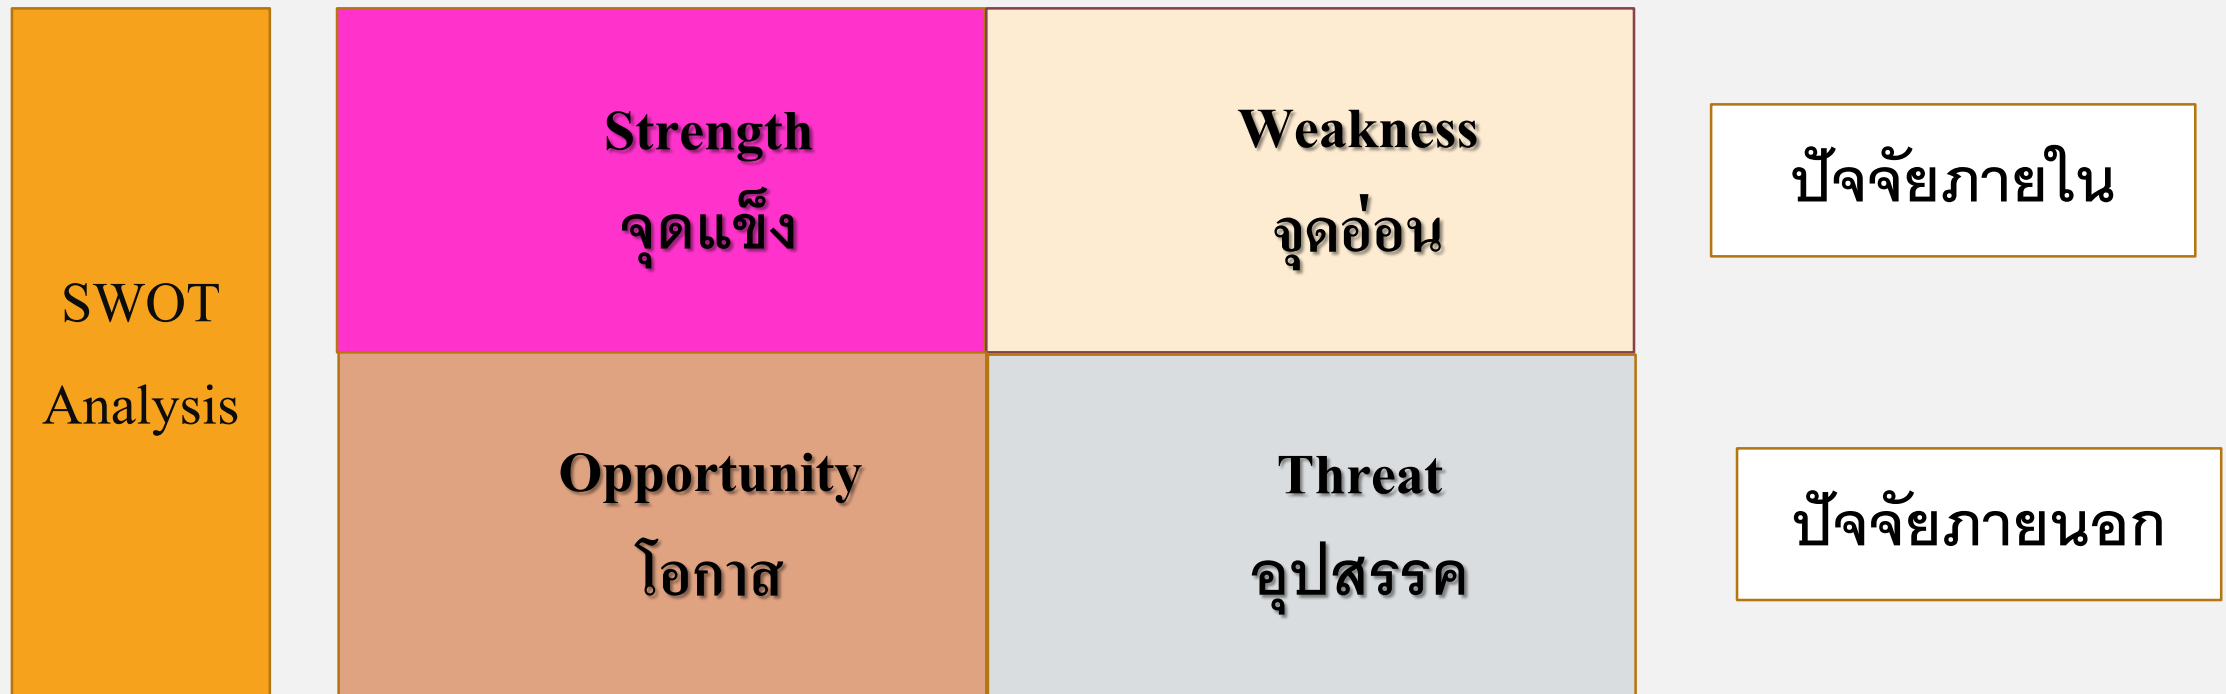 SWOT
Analysis
Strength
จุดแข็ง
Weakness
จุดอ่อน
ปัจจัยภายใน
Opportunity
โอกาส
Threat
อุปสรรค
ปัจจัยภายนอก